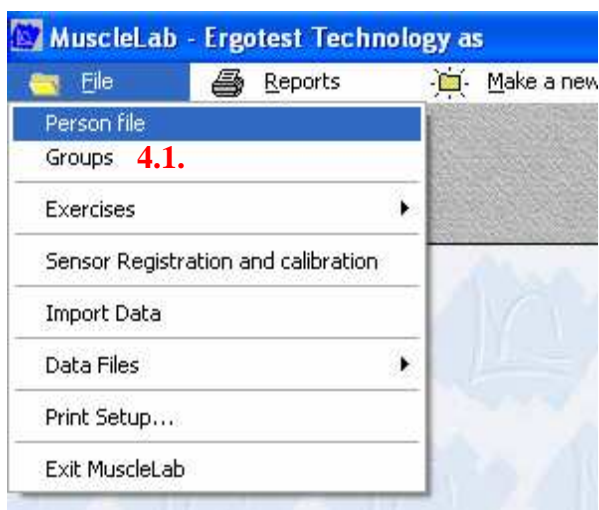 MuscleLab - Ergotest Technology as
File Reports Make a new
Person file
Groups 4.1.
Exercises
Sensor Registration and calibration
Import Data
Data Files
Print Setup...
Exit MuscleLab